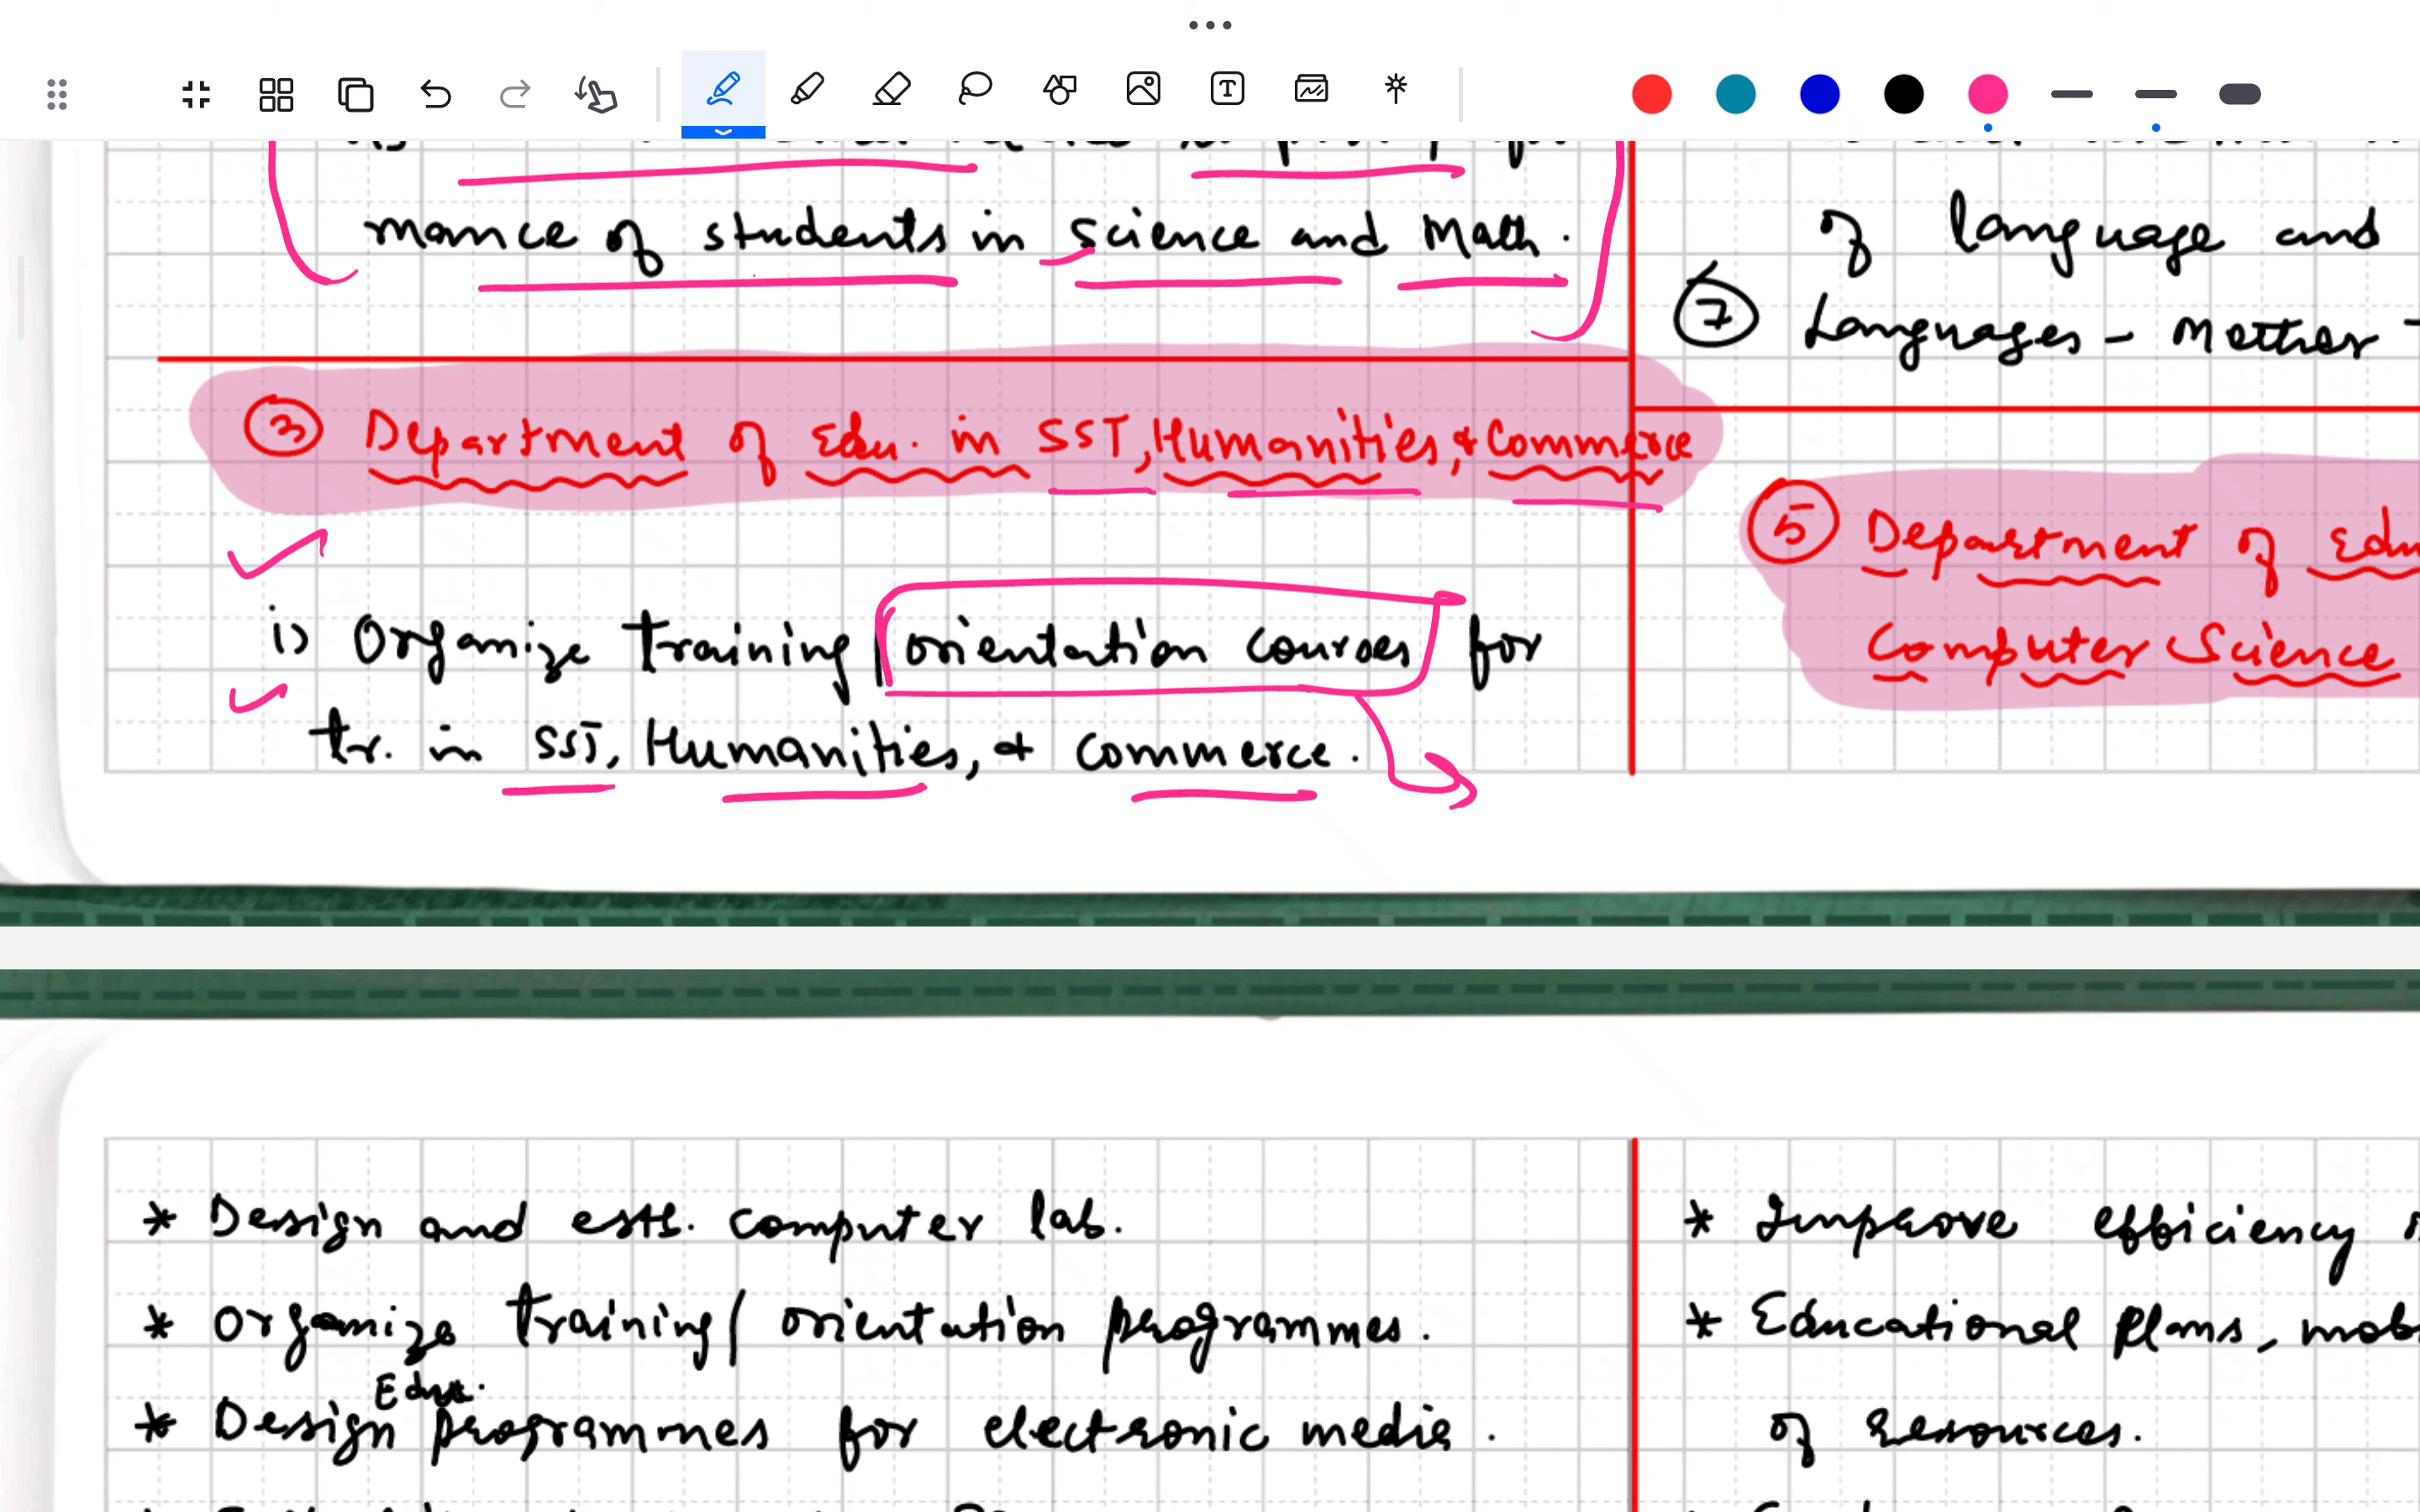 mance of students in science and Math.
③ Department of Edu. in SST, Humanities, & Commerce
i) Organize training / orientation courses for
tr. in SST, Humanities, & Commerce.
of language and
⑦ Languages - Mother -
⑤ Department of Edu
Computer Science
* Design and estb. computer lab.
* Organize training / orientation programmes.
* Design Edu. programmes for electronic media.
* Improve efficiency
* Educational Plans, mob
of resources.